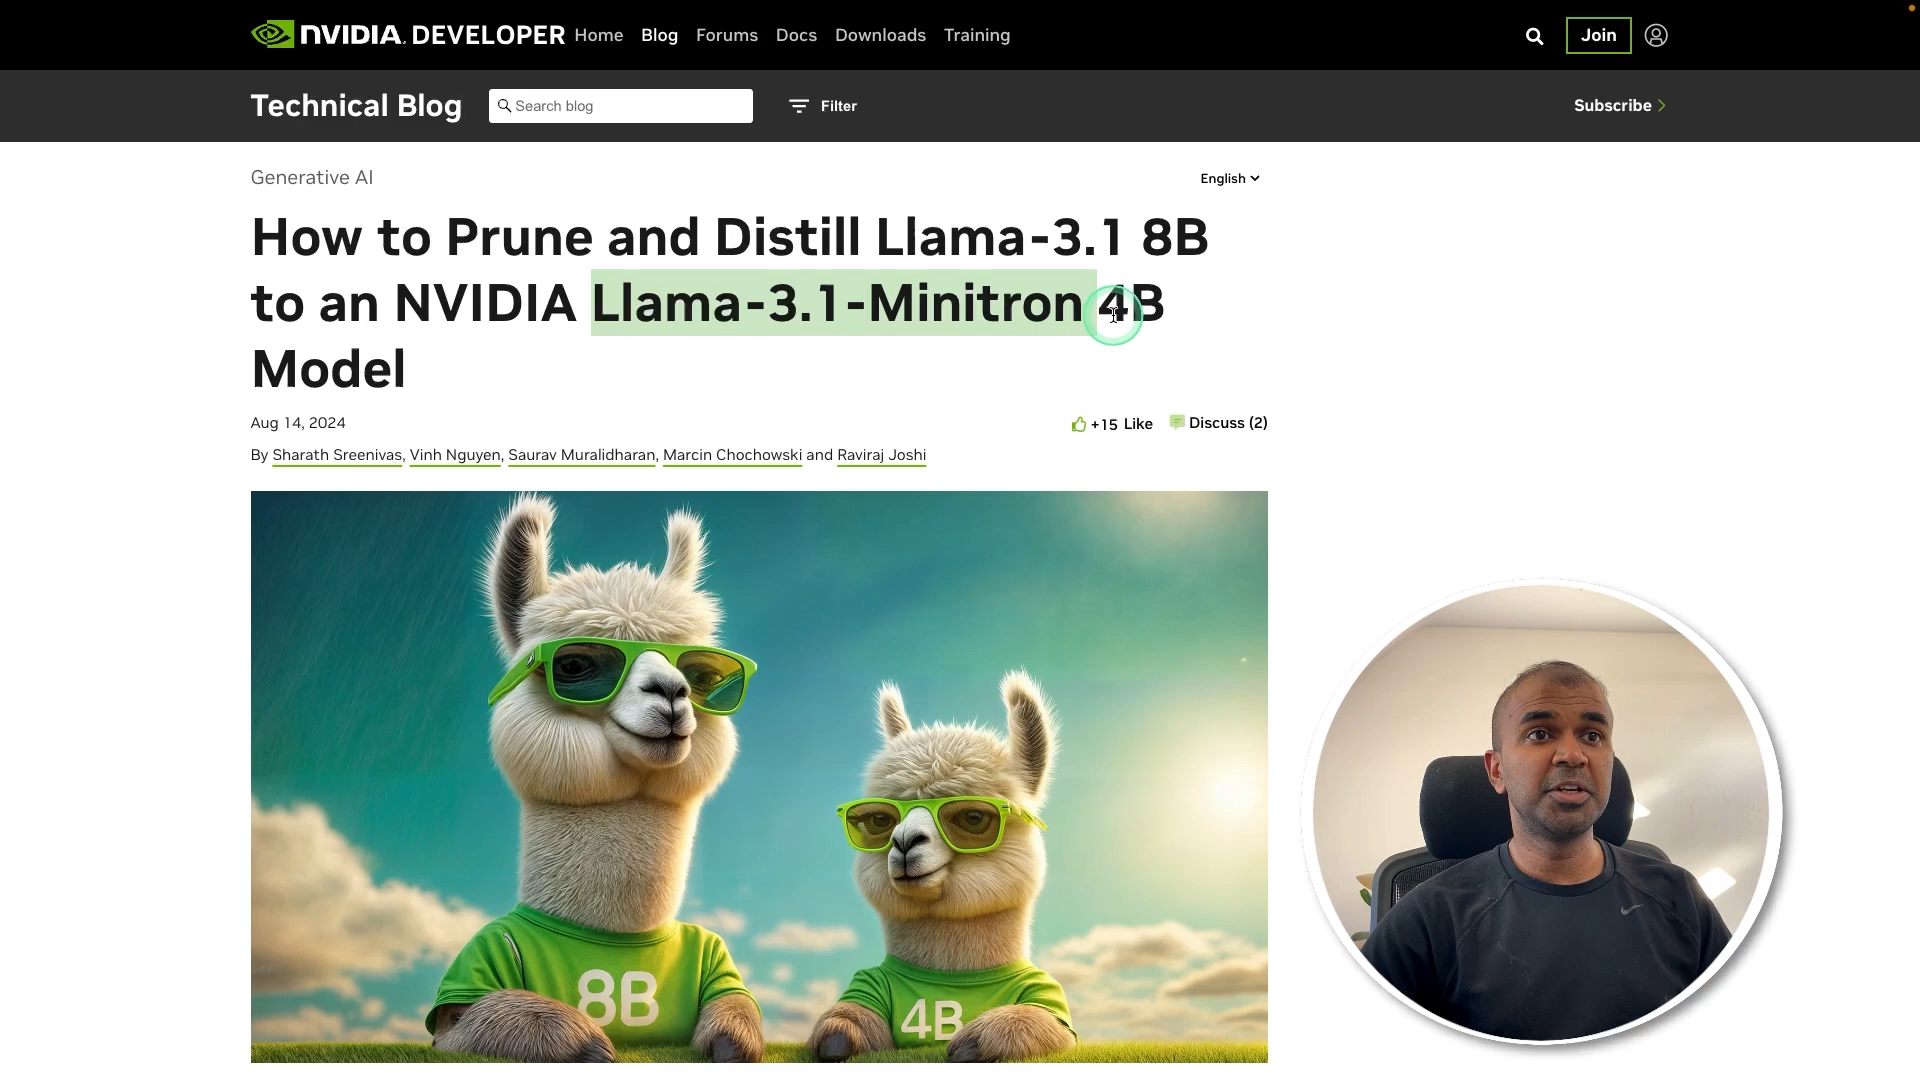 NVIDIA. DEVELOPER Home Blog Forums Docs Downloads Training Join
Technical Blog Search blog Filter Subscribe
Generative AI English
How to Prune and Distill Llama-3.1 8B
to an NVIDIA Llama-3.1-Minitron 4B
Model
Aug 14, 2024 +15 Like Discuss (2)
By Sharath Sreenivas, Vinh Nguyen, Saurav Muralidharan, Marcin Chochowski and Raviraj Joshi
8B
4B